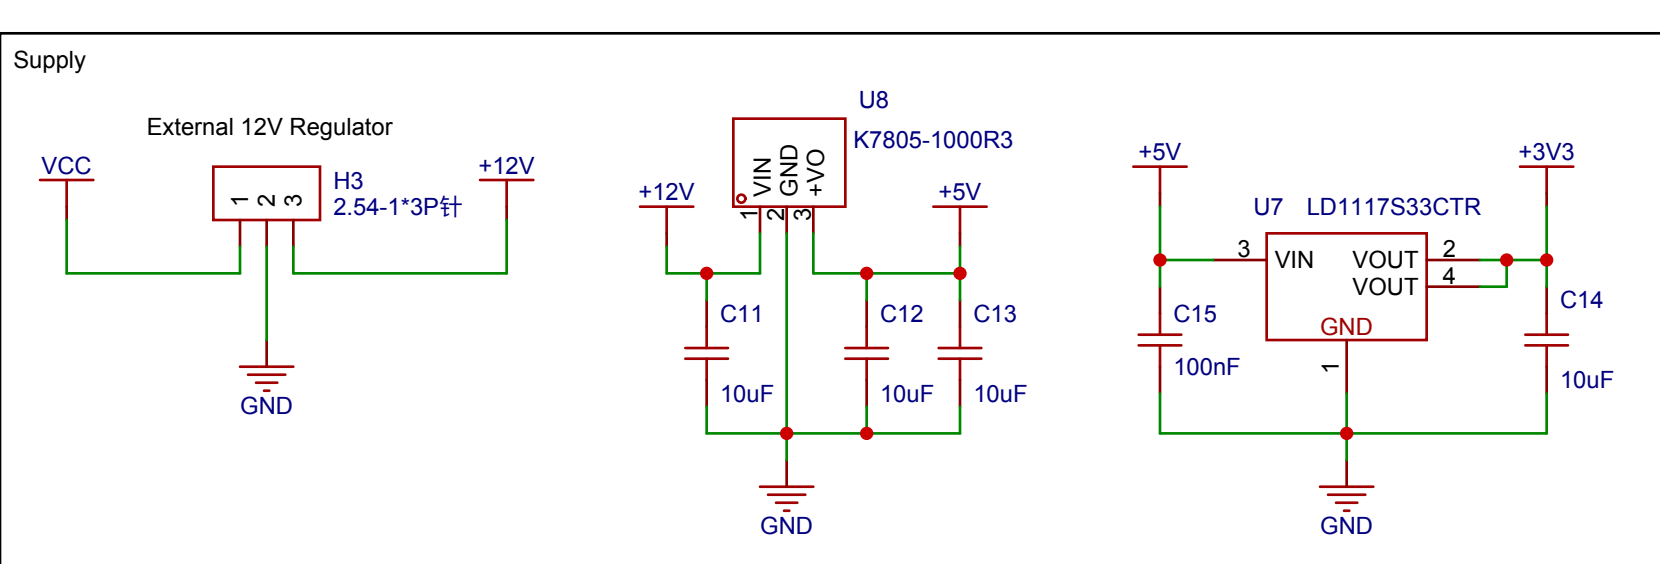 Supply
External 12V Regulator
VCC
H3
2.54-1*3P针
+12V
1
2
3
GND
U8
K7805-1000R3
VIN
GND
+VO
1
2
3
+12V
+5V
C11
10uF
C12
10uF
C13
10uF
GND
+5V
+3V3
U7 LD1117S33CTR
3
VIN
VOUT
2
VOUT
4
GND
1
C15
100nF
C14
10uF
GND